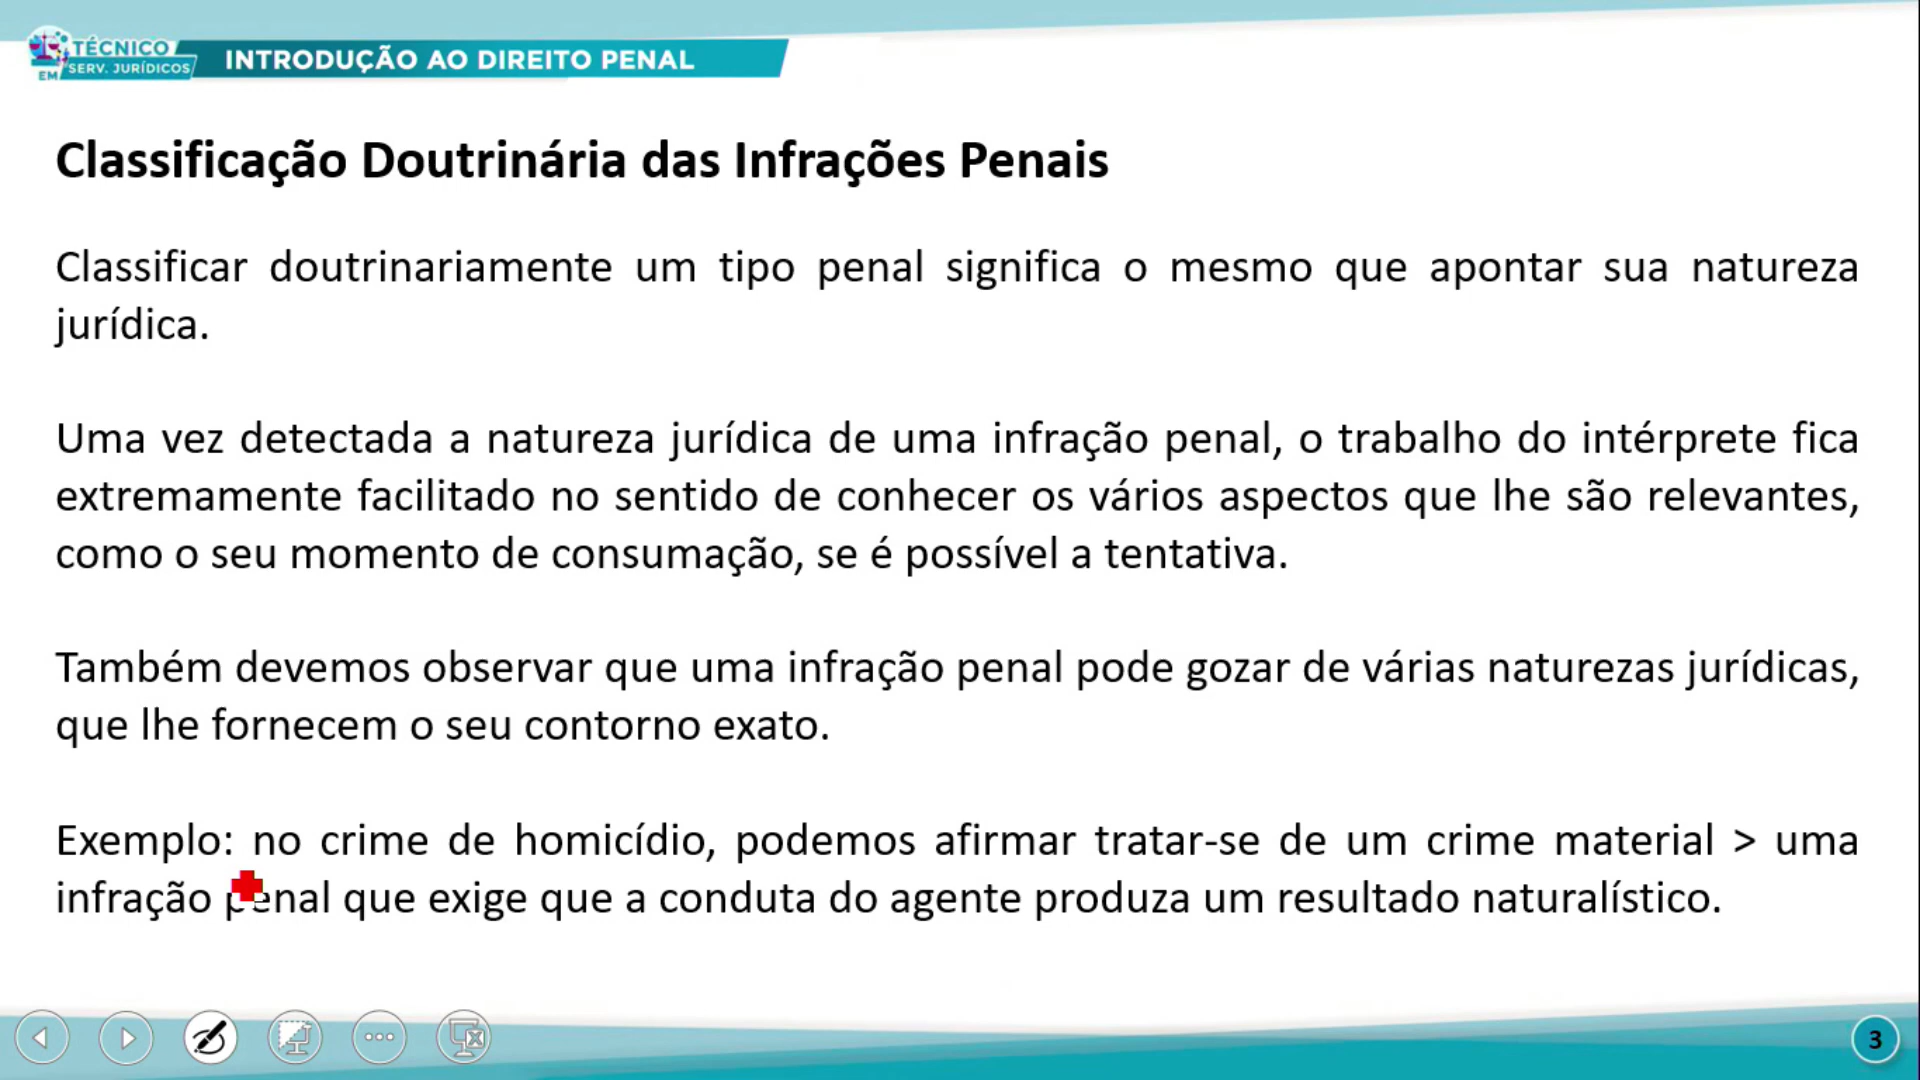 TÉCNICO
EM SERV. JURÍDICOS
INTRODUÇÃO AO DIREITO PENAL
Classificação Doutrinária das Infrações Penais
Classificar doutrinariamente um tipo penal significa o mesmo que apontar sua natureza
jurídica.
Uma vez detectada a natureza jurídica de uma infração penal, o trabalho do intérprete fica
extremamente facilitado no sentido de conhecer os vários aspectos que lhe são relevantes,
como o seu momento de consumação, se é possível a tentativa.
Também devemos observar que uma infração penal pode gozar de várias naturezas jurídicas,
que lhe fornecem o seu contorno exato.
Exemplo: no crime de homicídio, podemos afirmar tratar-se de um crime material > uma
infração penal que exige que a conduta do agente produza um resultado naturalístico.
3